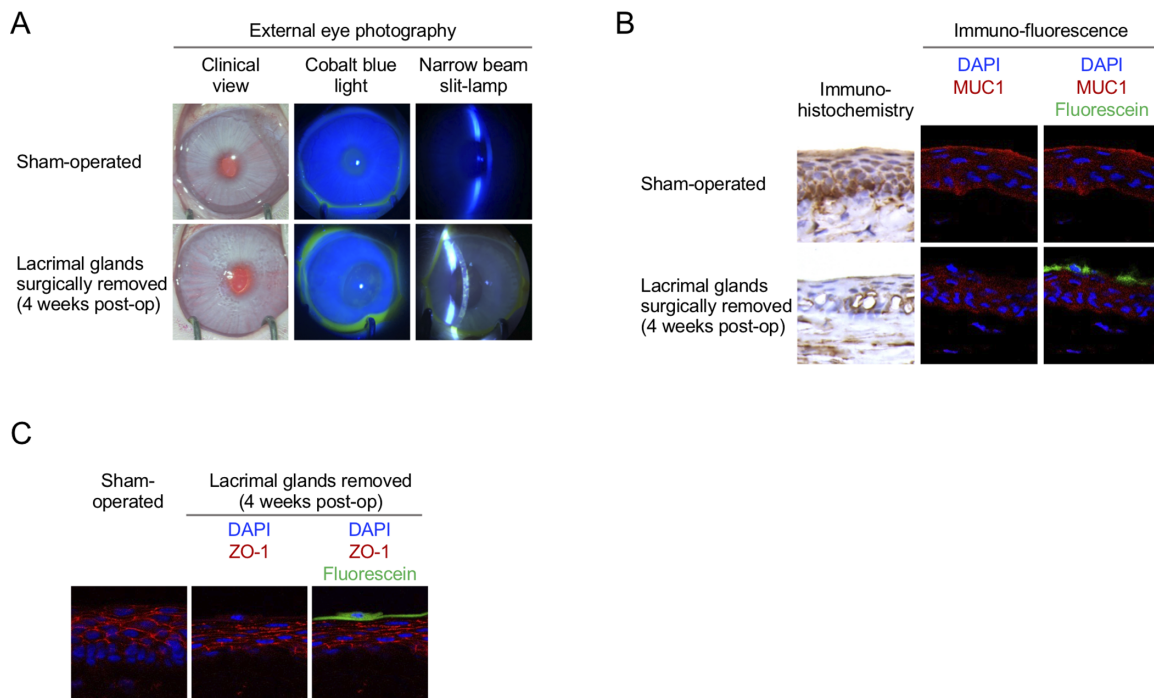 A
External eye photography
Clinical
view
Cobalt blue
light
Narrow beam
slit-lamp
Sham-operated
Lacrimal glands
surgically removed
(4 weeks post-op)
B
Immuno-fluorescence
Immuno-
histochemistry
DAPI
MUC1
DAPI
MUC1
Fluorescein
Sham-operated
Lacrimal glands
surgically removed
(4 weeks post-op)
C
Sham-
operated
Lacrimal glands removed
(4 weeks post-op)
DAPI
ZO-1
DAPI
ZO-1
Fluorescein